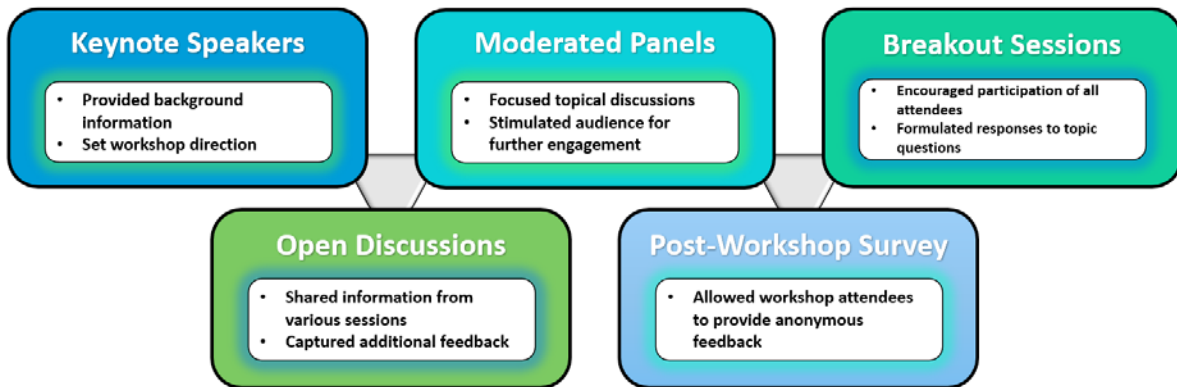 Keynote Speakers
• Provided background
information
• Set workshop direction
Moderated Panels
• Focused topical discussions
• Stimulated audience for
further engagement
Breakout Sessions
• Encouraged participation of all
attendees
• Formulated responses to topic
questions
Open Discussions
• Shared information from
various sessions
• Captured additional feedback
Post-Workshop Survey
• Allowed workshop attendees
to provide anonymous
feedback